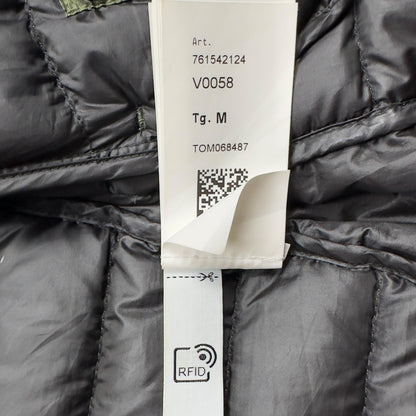 Art.
761542124
V0058
Tg. M
TOM068487
RFID